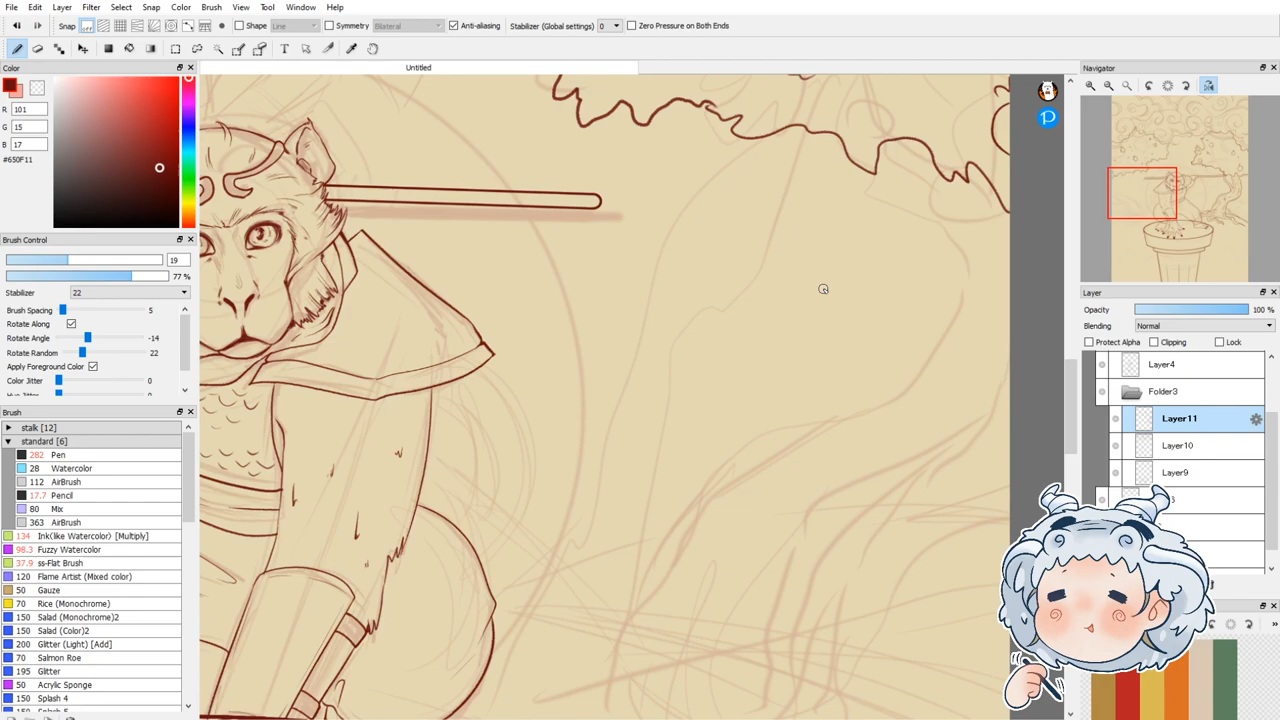 File Edit Layer Filter Select Snap Color Brush View Tool Window Help
Snap Shape Line Symmetry Bilateral Anti-aliasing Stabilizer (Global settings) 0 Zero Pressure on Both Ends
Color
R 101
G 15
B 17
#650F11
Brush Control
19
77 %
Stabilizer 22
Brush Spacing 5
Rotate Along
Rotate Angle -14
Rotate Random 22
Apply Foreground Color
Color Jitter 0
Brush
stalk [12]
standard [6]
282 Pen
28 Watercolor
112 AirBrush
17.7 Pencil
80 Mix
363 AirBrush
134 Ink(like Watercolor) [Multiply]
98.3 Fuzzy Watercolor
37.9 ss-Flat Brush
120 Flame Artist (Mixed color)
50 Gauze
70 Rice (Monochrome)
150 Salad (Monochrome)2
150 Salad (Color)2
200 Glitter (Light) [Add]
70 Salmon Roe
195 Glitter
50 Acrylic Sponge
150 Splash 4
Untitled
Navigator
Layer
Opacity 100 %
Blending Normal
Protect Alpha Clipping Lock
Layer4
Folder3
Layer11
Layer10
Layer9